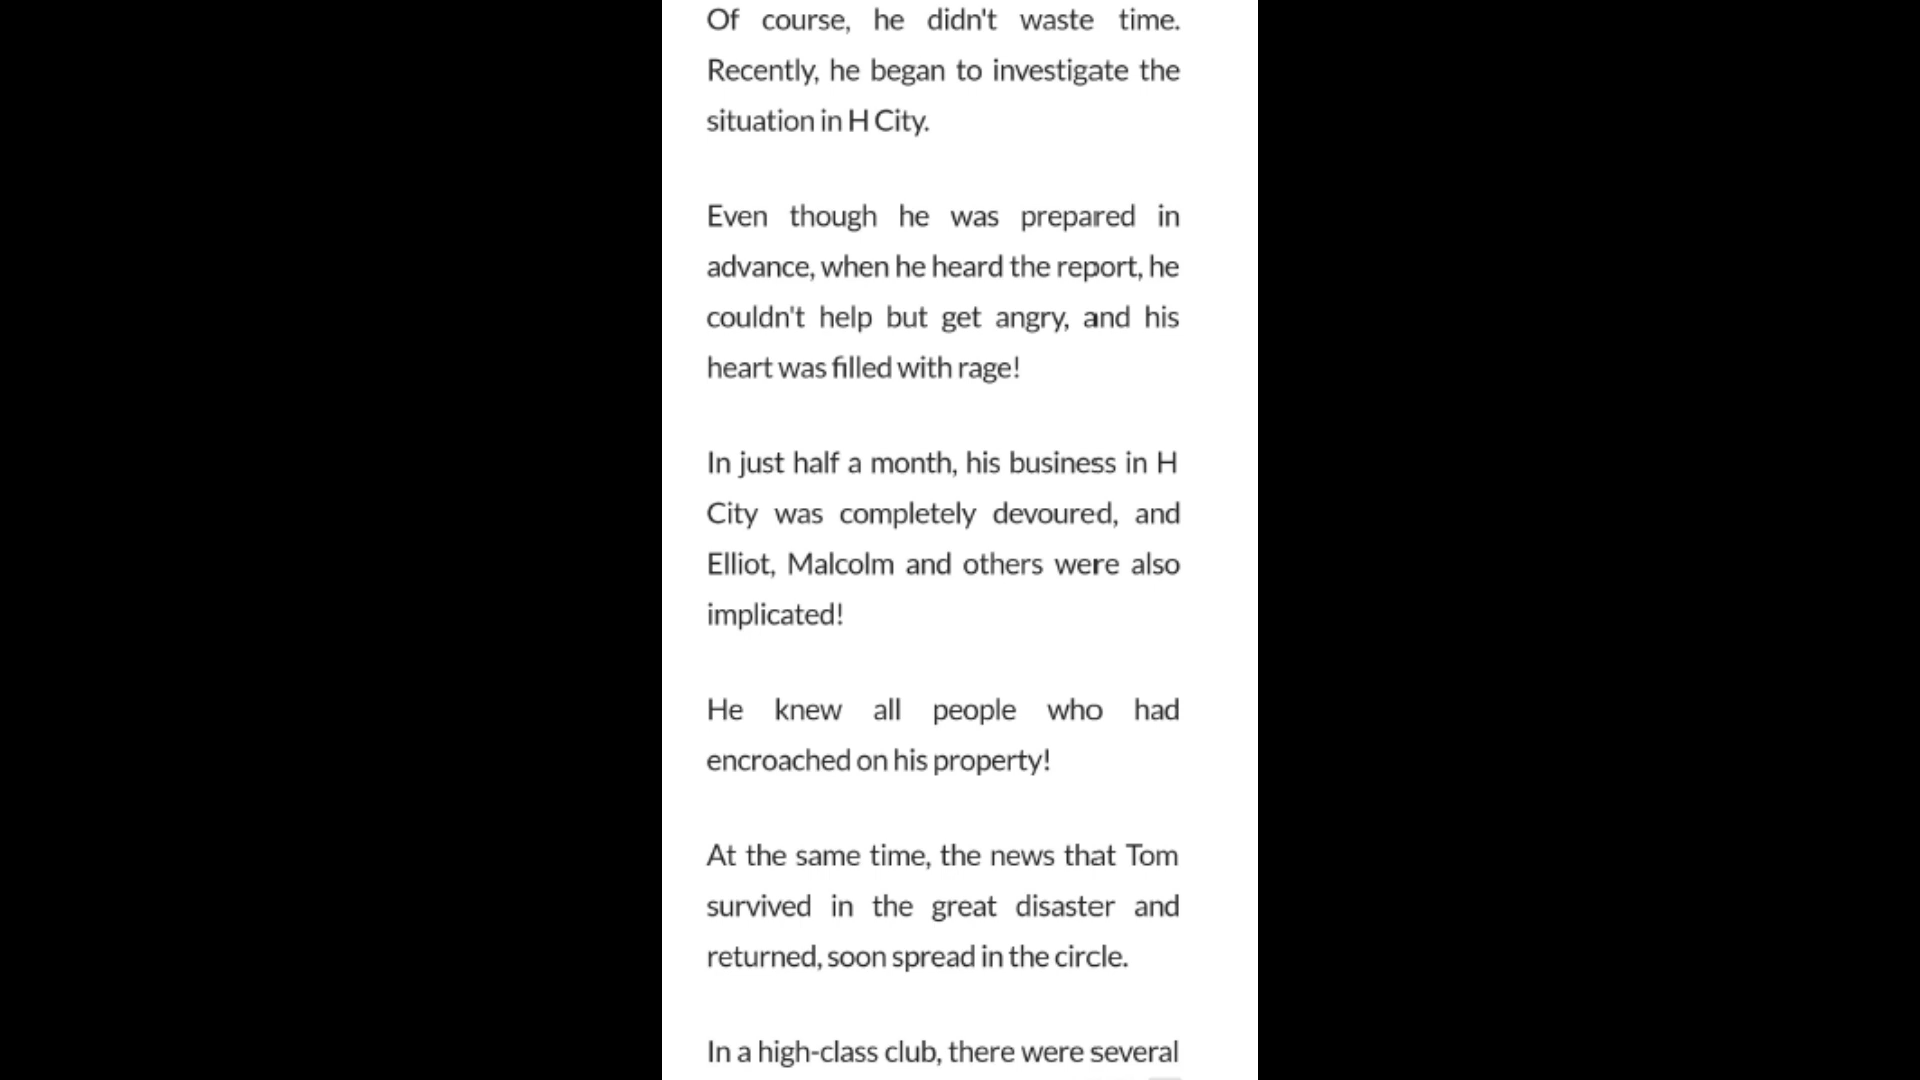 Of course, he didn't waste time.
Recently, he began to investigate the
situation in H City.
Even though he was prepared in
advance, when he heard the report, he
couldn't help but get angry, and his
heart was filled with rage!
In just half a month, his business in H
City was completely devoured, and
Elliot, Malcolm and others were also
implicated!
He knew all people who had
encroached on his property!
At the same time, the news that Tom
survived in the great disaster and
returned, soon spread in the circle.
In a high-class club, there were several